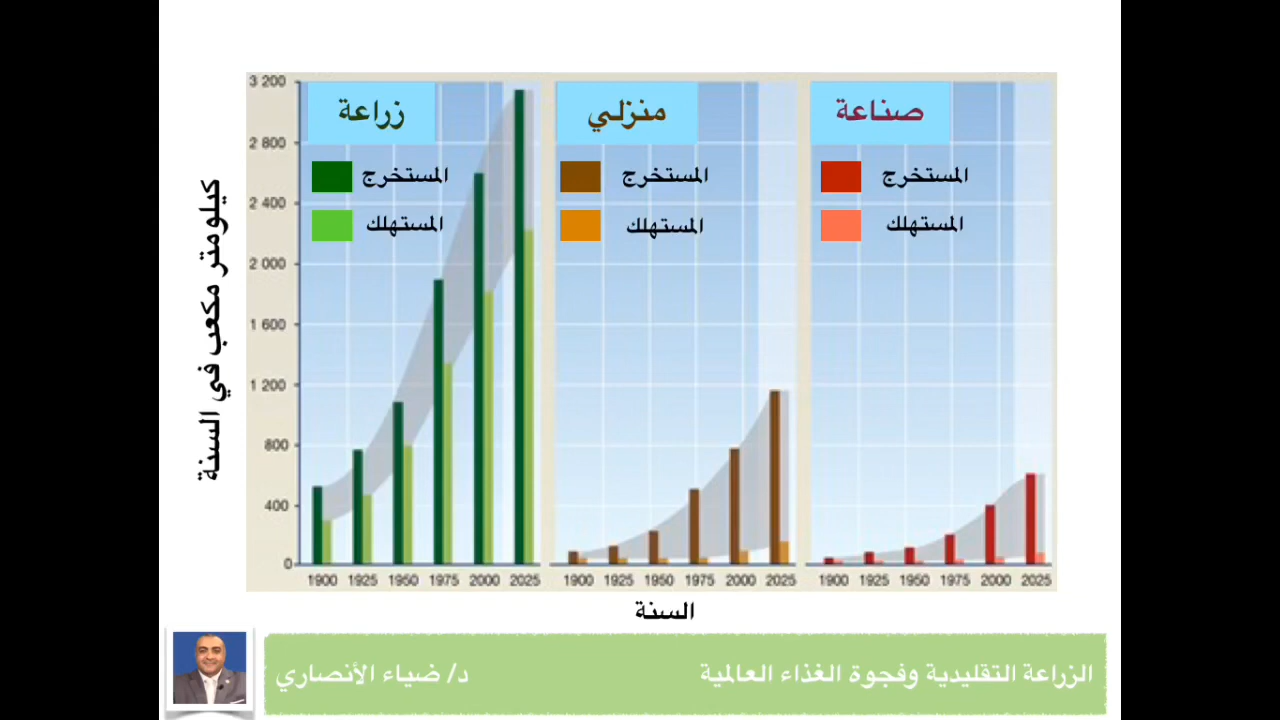 زراعة
المستخرج
المستهلك
منزلي
المستخرج
المستهلك
صناعة
المستخرج
المستهلك
كيلومتر مكعب في السنة
3 200
2 800
2 400
2 000
1 600
1 200
800
400
0
1900 1925 1950 1975 2000 2025
1900 1925 1950 1975 2000 2025
1900 1925 1950 1975 2000 2025
السنة
الزراعة التقليدية وفجوة الغذاء العالمية
د/ ضياء الأنصاري